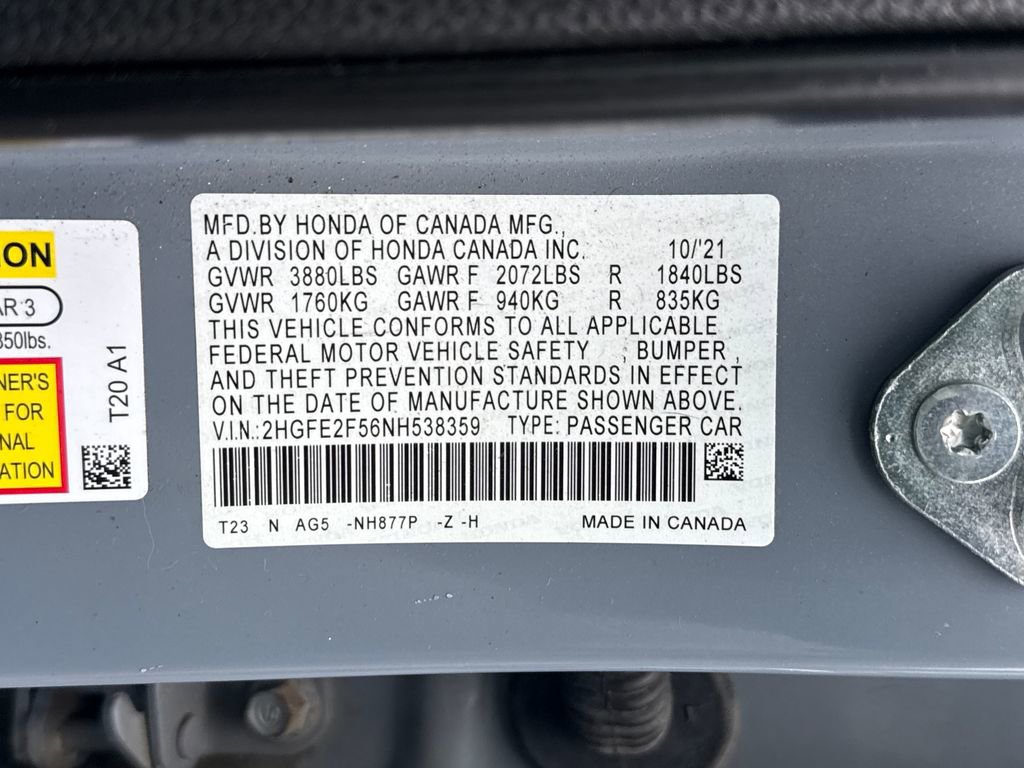 ON
AR 3
850lbs.
NER'S
FOR
NAL
ATION
T20 A1
MFD.BY HONDA OF CANADA MFG.,
A DIVISION OF HONDA CANADA INC. 10/'21
GVWR 3880LBS GAWR F 2072LBS R 1840LBS
GVWR 1760KG GAWR F 940KG R 835KG
THIS VEHICLE CONFORMS TO ALL APPLICABLE
FEDERAL MOTOR VEHICLE SAFETY , BUMPER ,
AND THEFT PREVENTION STANDARDS IN EFFECT
ON THE DATE OF MANUFACTURE SHOWN ABOVE.
V.I.N.:2HGFE2F56NH538359 TYPE: PASSENGER CAR
T23 N AG5 -NH877P -Z -H MADE IN CANADA